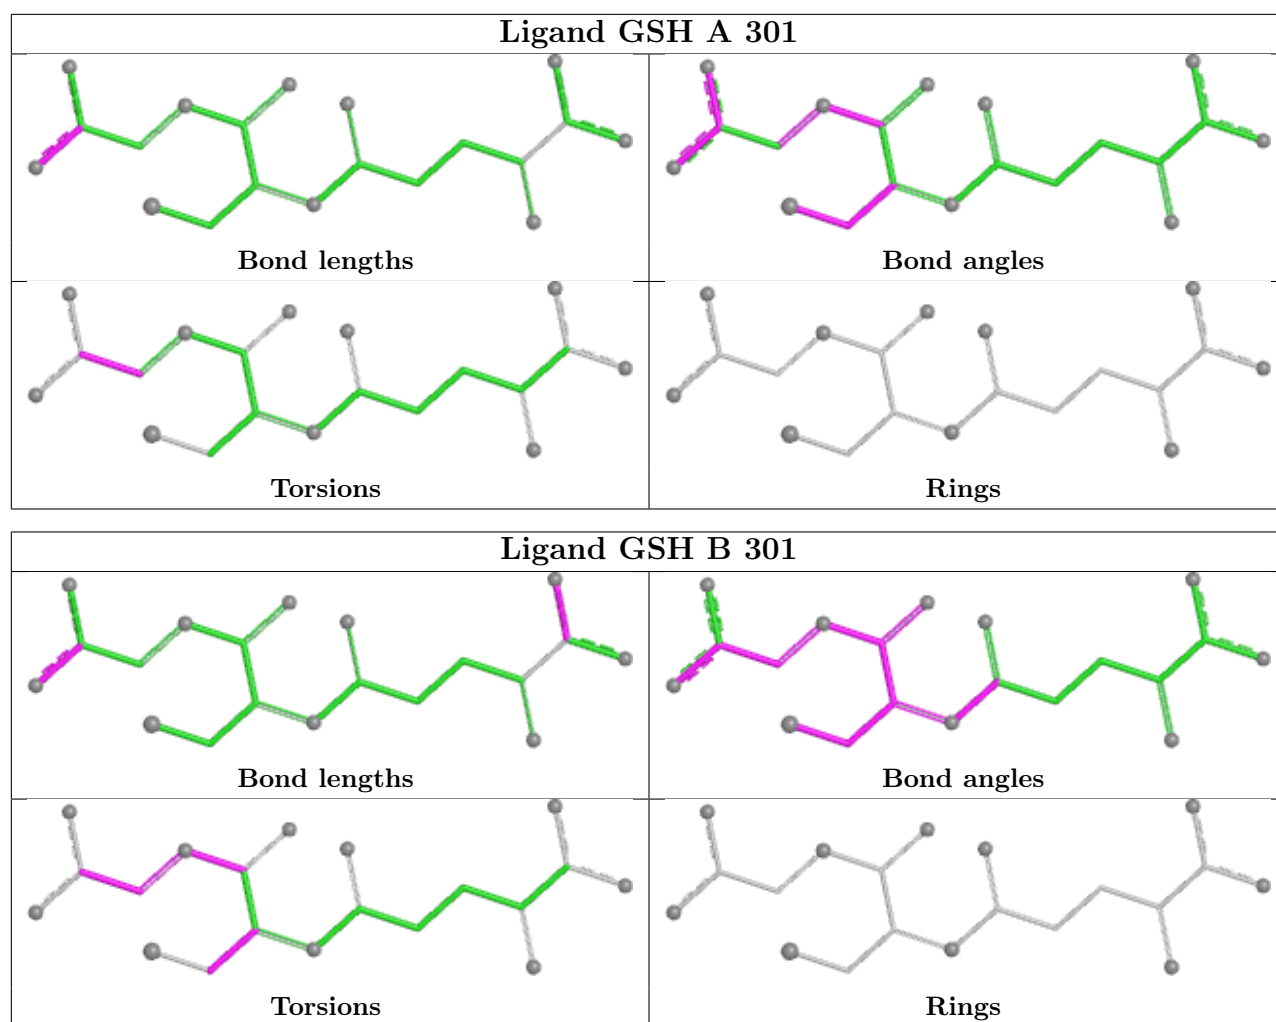 Ligand GSH A 301
Bond lengths
Bond angles
Torsions
Rings
Ligand GSH B 301
Bond lengths
Bond angles
Torsions
Rings